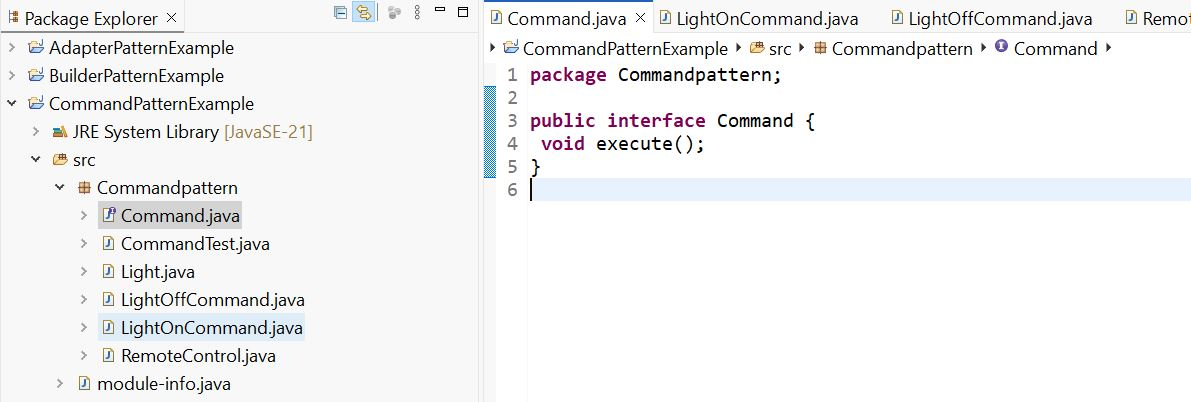 Package Explorer
AdapterPatternExample
BuilderPatternExample
CommandPatternExample
JRE System Library [JavaSE-21]
src
Commandpattern
Command.java
CommandTest.java
Light.java
LightOffCommand.java
LightOnCommand.java
RemoteControl.java
module-info.java
Command.java LightOnCommand.java LightOffCommand.java Remot
CommandPatternExample src Commandpattern Command
1 package Commandpattern;
2
3 public interface Command {
4 void execute();
5 }
6